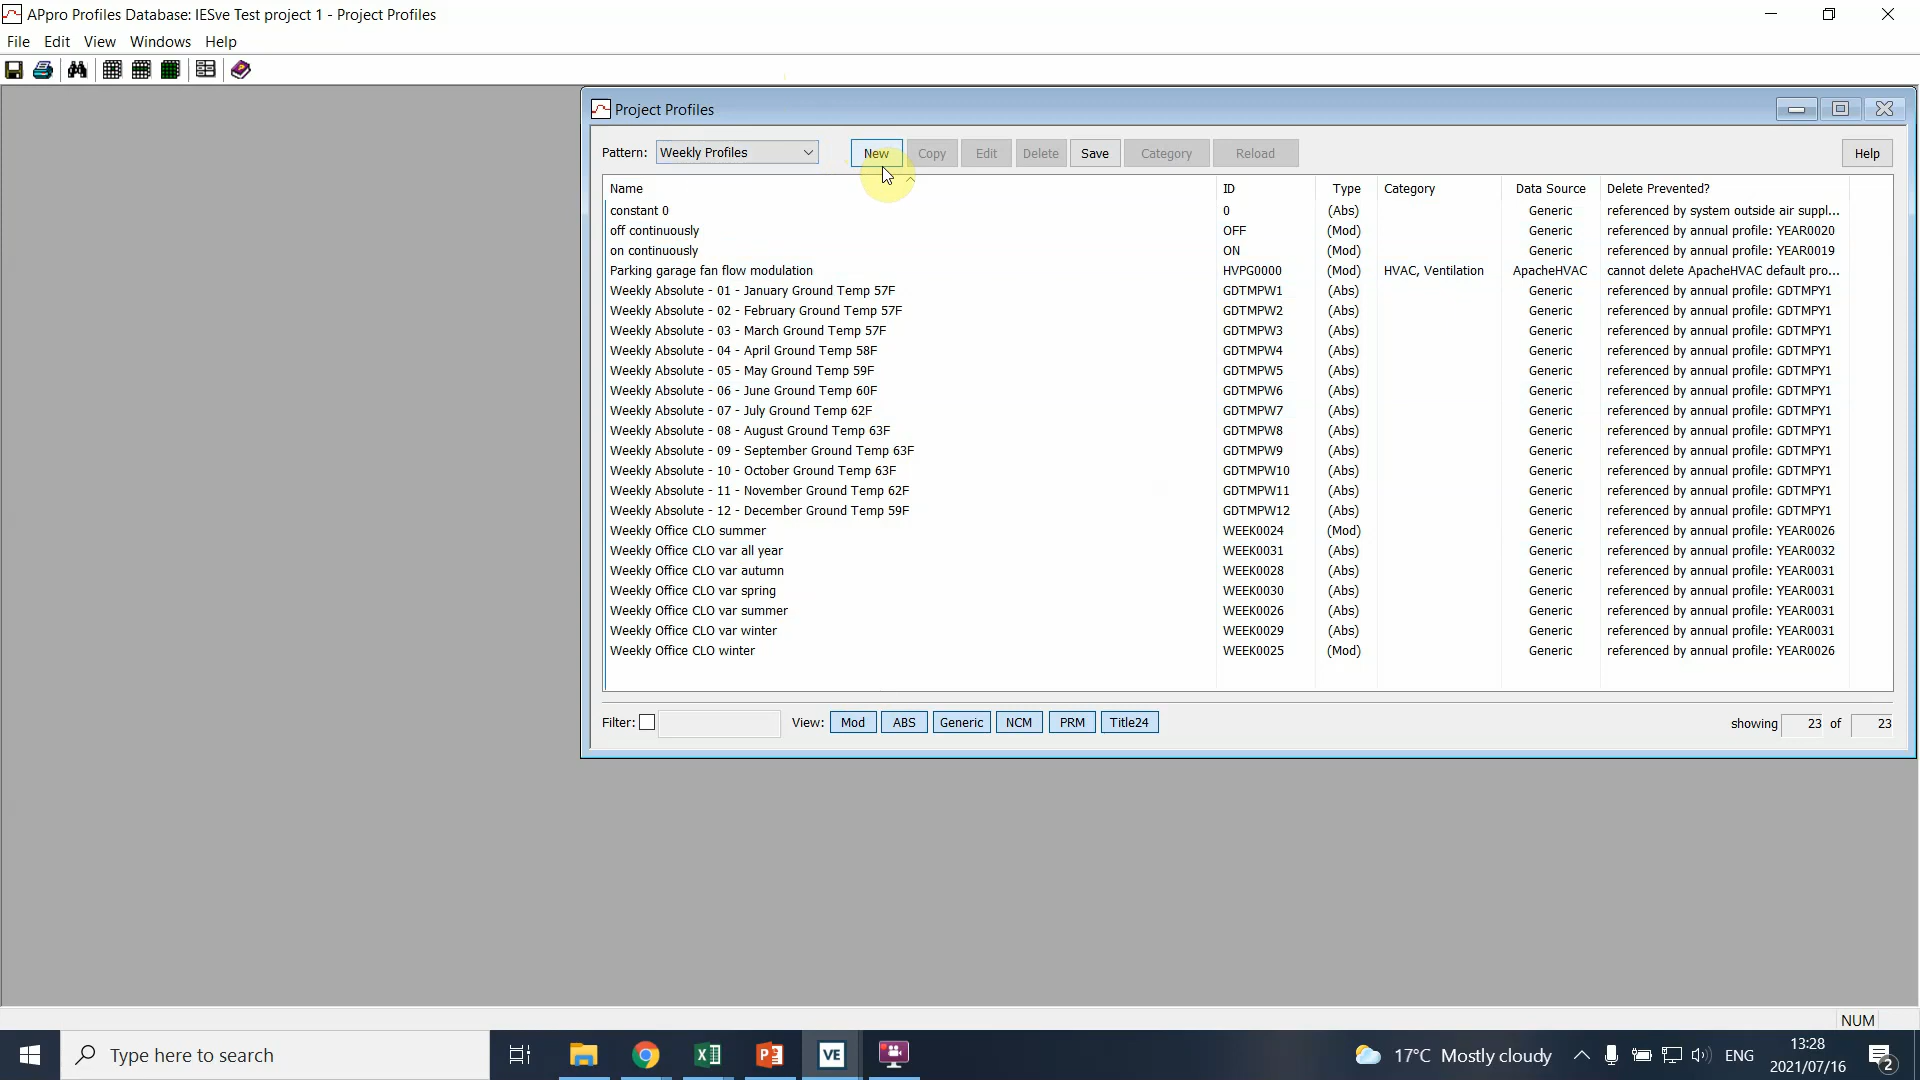 APpro Profiles Database: IESve Test project 1 - Project Profiles
File Edit View Windows Help
Project Profiles
Pattern: Weekly Profiles New Copy Edit Delete Save Category Reload Help
Name ID Type Category Data Source Delete Prevented?
constant 0 0 (Abs) Generic referenced by system outside air suppl...
off continuously OFF (Mod) Generic referenced by annual profile: YEAR0020
on continuously ON (Mod) Generic referenced by annual profile: YEAR0019
Parking garage fan flow modulation HVPG0000 (Mod) HVAC, Ventilation ApacheHVAC cannot delete ApacheHVAC default pro...
Weekly Absolute - 01 - January Ground Temp 57F GDTMPW1 (Abs) Generic referenced by annual profile: GDTMPY1
Weekly Absolute - 02 - February Ground Temp 57F GDTMPW2 (Abs) Generic referenced by annual profile: GDTMPY1
Weekly Absolute - 03 - March Ground Temp 57F GDTMPW3 (Abs) Generic referenced by annual profile: GDTMPY1
Weekly Absolute - 04 - April Ground Temp 58F GDTMPW4 (Abs) Generic referenced by annual profile: GDTMPY1
Weekly Absolute - 05 - May Ground Temp 59F GDTMPW5 (Abs) Generic referenced by annual profile: GDTMPY1
Weekly Absolute - 06 - June Ground Temp 60F GDTMPW6 (Abs) Generic referenced by annual profile: GDTMPY1
Weekly Absolute - 07 - July Ground Temp 62F GDTMPW7 (Abs) Generic referenced by annual profile: GDTMPY1
Weekly Absolute - 08 - August Ground Temp 63F GDTMPW8 (Abs) Generic referenced by annual profile: GDTMPY1
Weekly Absolute - 09 - September Ground Temp 63F GDTMPW9 (Abs) Generic referenced by annual profile: GDTMPY1
Weekly Absolute - 10 - October Ground Temp 63F GDTMPW10 (Abs) Generic referenced by annual profile: GDTMPY1
Weekly Absolute - 11 - November Ground Temp 62F GDTMPW11 (Abs) Generic referenced by annual profile: GDTMPY1
Weekly Absolute - 12 - December Ground Temp 59F GDTMPW12 (Abs) Generic referenced by annual profile: GDTMPY1
Weekly Office CLO summer WEEK0024 (Mod) Generic referenced by annual profile: YEAR0026
Weekly Office CLO var all year WEEK0031 (Abs) Generic referenced by annual profile: YEAR0032
Weekly Office CLO var autumn WEEK0028 (Abs) Generic referenced by annual profile: YEAR0031
Weekly Office CLO var spring WEEK0030 (Abs) Generic referenced by annual profile: YEAR0031
Weekly Office CLO var summer WEEK0026 (Abs) Generic referenced by annual profile: YEAR0031
Weekly Office CLO var winter WEEK0029 (Abs) Generic referenced by annual profile: YEAR0031
Weekly Office CLO winter WEEK0025 (Mod) Generic referenced by annual profile: YEAR0026
Filter: View: Mod ABS Generic NCM PRM Title24 showing 23 of 23
NUM
Type here to search VE 17°C Mostly cloudy ENG 13:28
2021/07/16 2